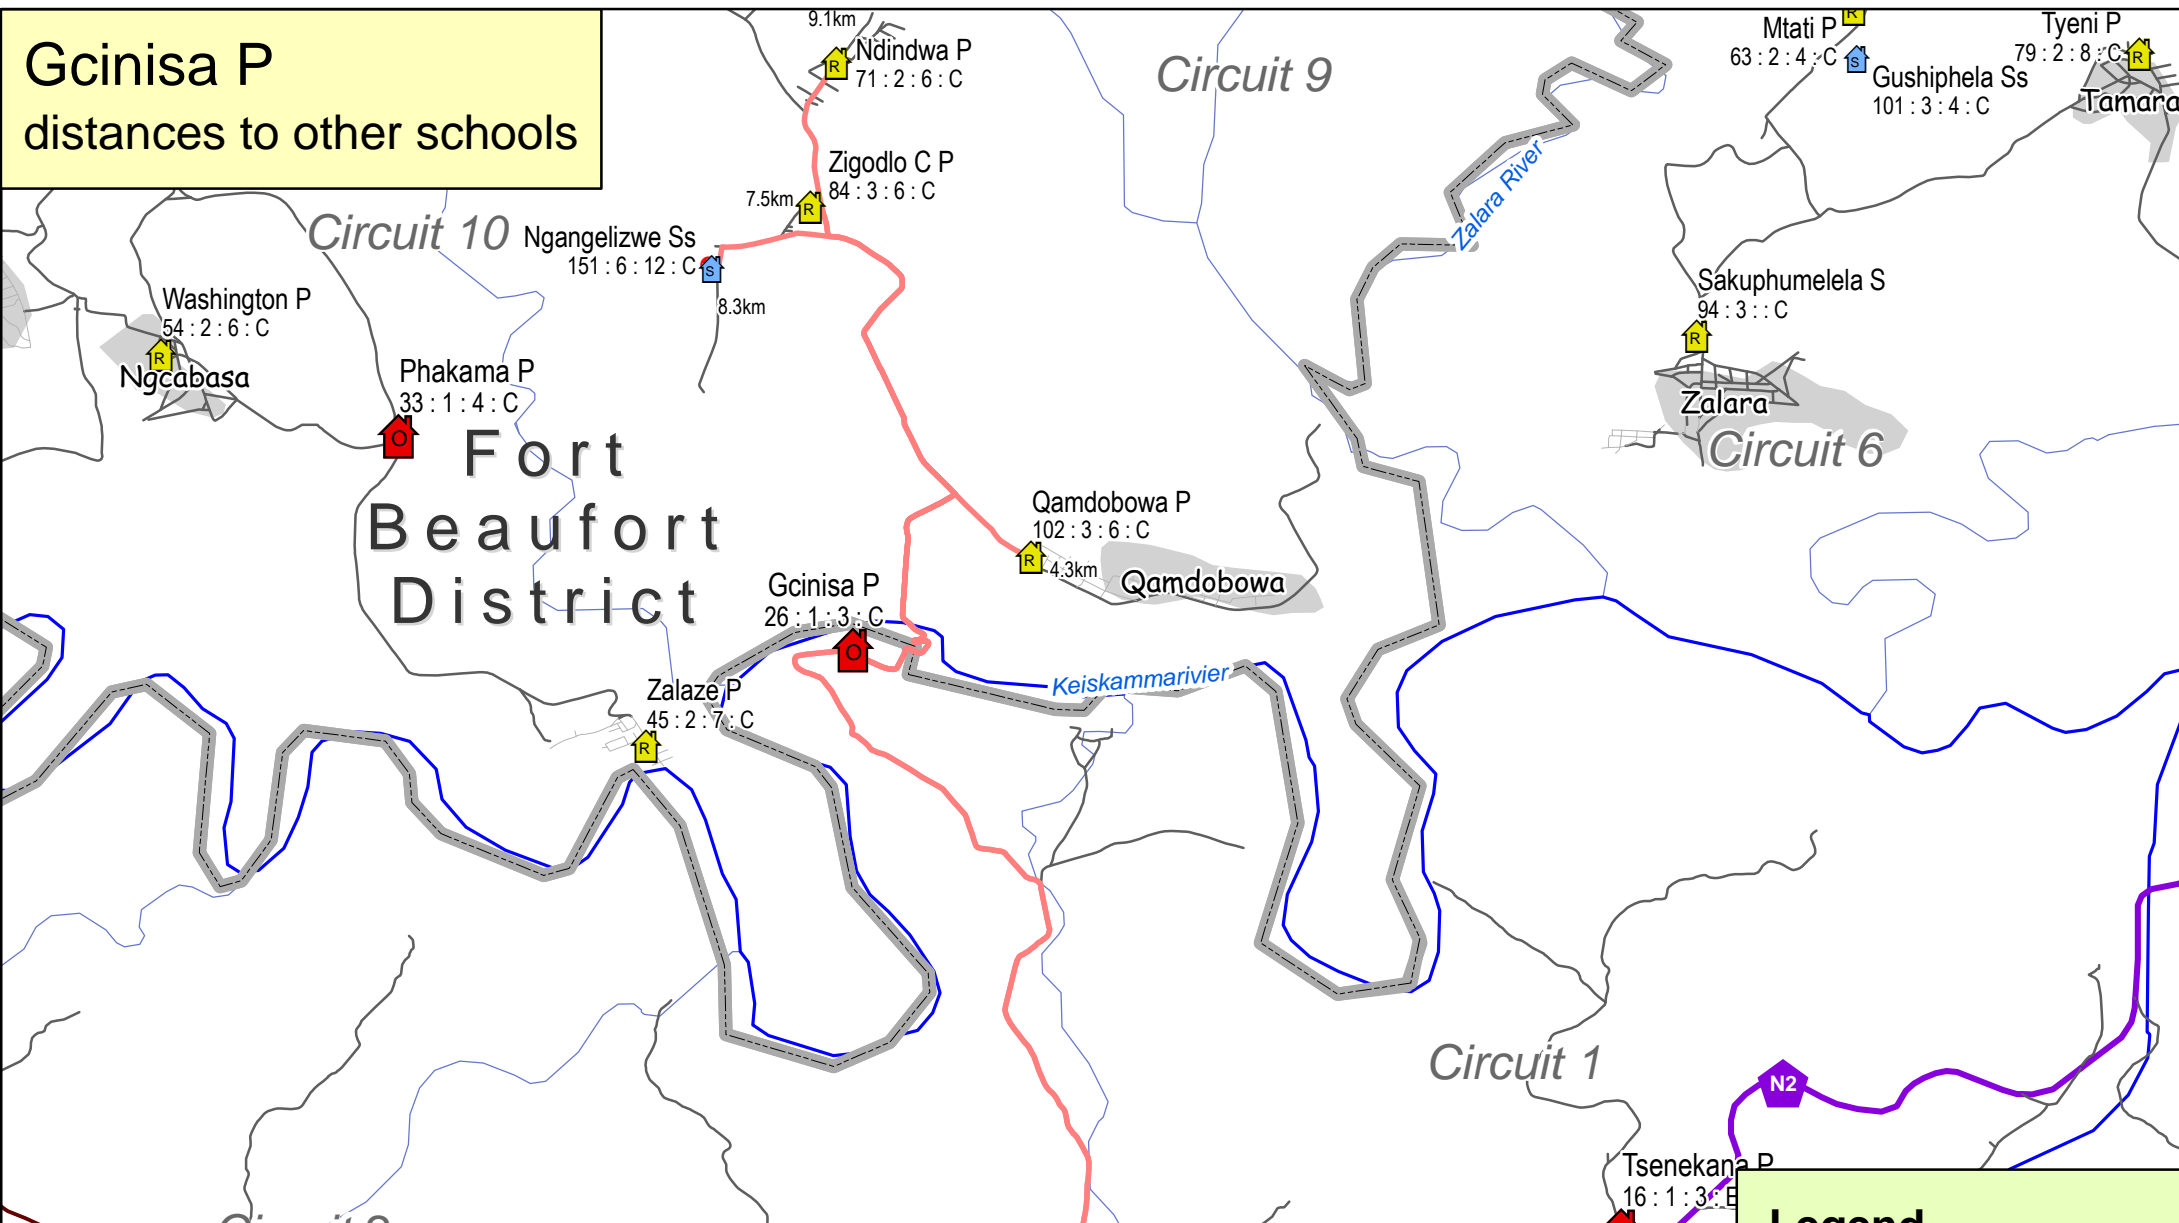 Gcinisa P
distances to other schools
9.1km
Ndindwa P
71 : 2 : 6 : C
Circuit 9
Mtati P
63 : 2 : 4 : C
R
Gushiphela Ss
101 : 3 : 4 : C
S
Tyeni P
79 : 2 : 8 : C
R
Tamara
R
Zigodlo C P
84 : 3 : 6 : C
7.5km
R
Zalara River
Circuit 10
Ngangelizwe Ss
151 : 6 : 12 : C
S
8.3km
Washington P
54 : 2 : 6 : C
R
Ngcabasa
Sakuphumelela S
94 : 3 : : C
R
Zalara
Circuit 6
Phakama P
33 : 1 : 4 : C
O
Fort
Beaufort
District
Qamdobowa P
102 : 3 : 6 : C
R
4.3km
Qamdobowa
Gcinisa P
26 : 1 : 3 : C
O
Keiskammarivier
Zalaze P
45 : 2 : 7 : C
R
Circuit 1
N2
Tsenekana P
16 : 1 : 3 : E
Legend